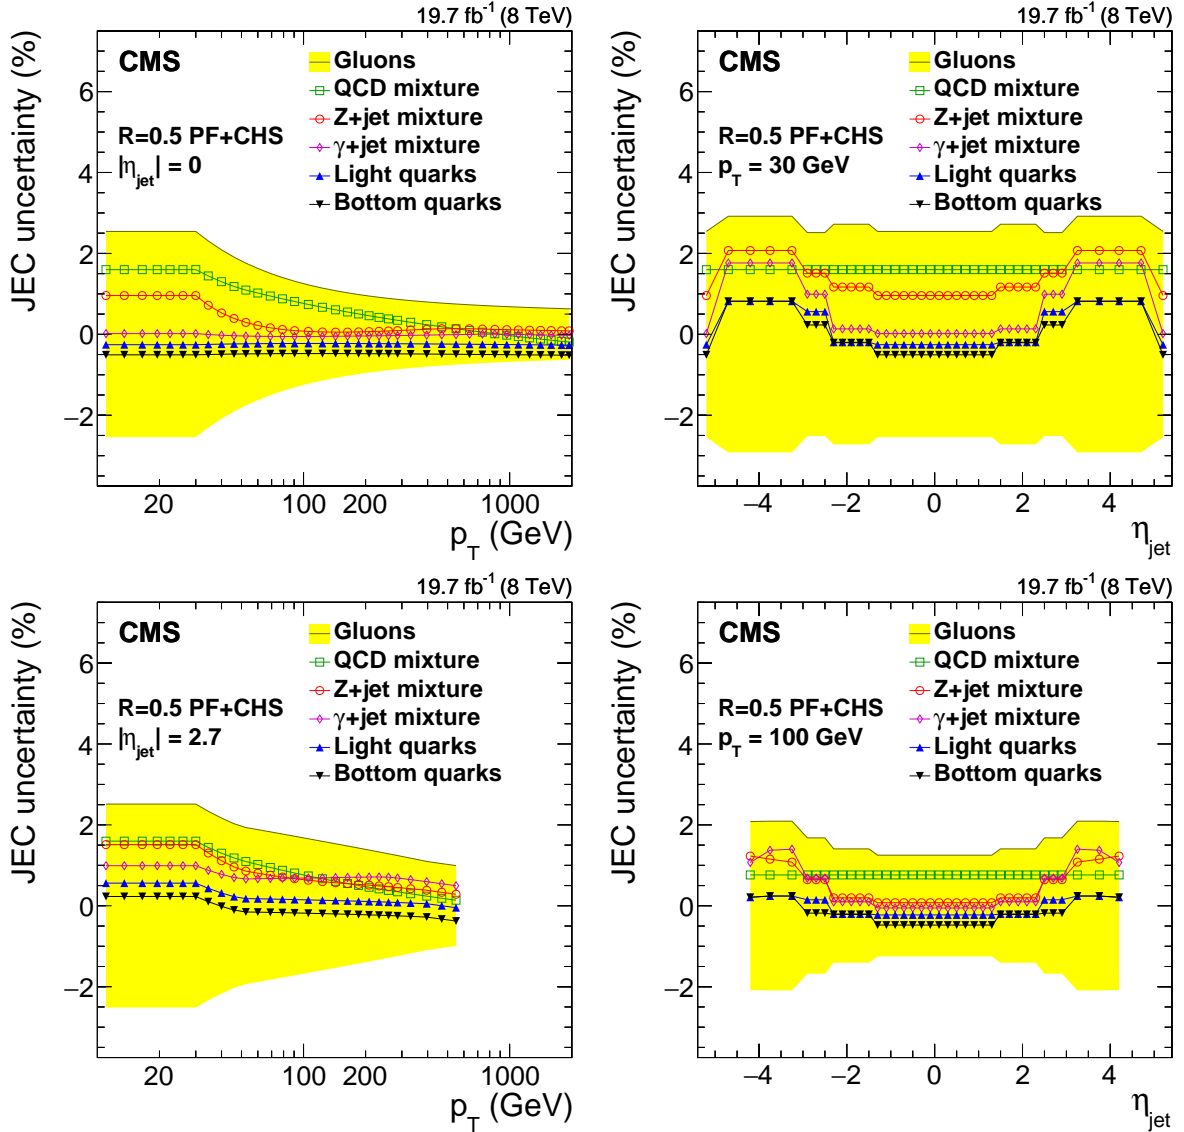 19.7 fb⁻¹ (8 TeV)
CMS
R=0.5 PF+CHS
|η_jet| = 0
Gluons
QCD mixture
Z+jet mixture
γ+jet mixture
Light quarks
Bottom quarks
JEC uncertainty (%)
6
4
2
0
−2
20
100
200
1000
p_T (GeV)
19.7 fb⁻¹ (8 TeV)
CMS
R=0.5 PF+CHS
p_T = 30 GeV
Gluons
QCD mixture
Z+jet mixture
γ+jet mixture
Light quarks
Bottom quarks
JEC uncertainty (%)
6
4
2
0
−2
−4
−2
0
2
4
η_jet
19.7 fb⁻¹ (8 TeV)
CMS
R=0.5 PF+CHS
|η_jet| = 2.7
Gluons
QCD mixture
Z+jet mixture
γ+jet mixture
Light quarks
Bottom quarks
JEC uncertainty (%)
6
4
2
0
−2
20
100
200
1000
p_T (GeV)
19.7 fb⁻¹ (8 TeV)
CMS
R=0.5 PF+CHS
p_T = 100 GeV
Gluons
QCD mixture
Z+jet mixture
γ+jet mixture
Light quarks
Bottom quarks
JEC uncertainty (%)
6
4
2
0
−2
−4
−2
0
2
4
η_jet